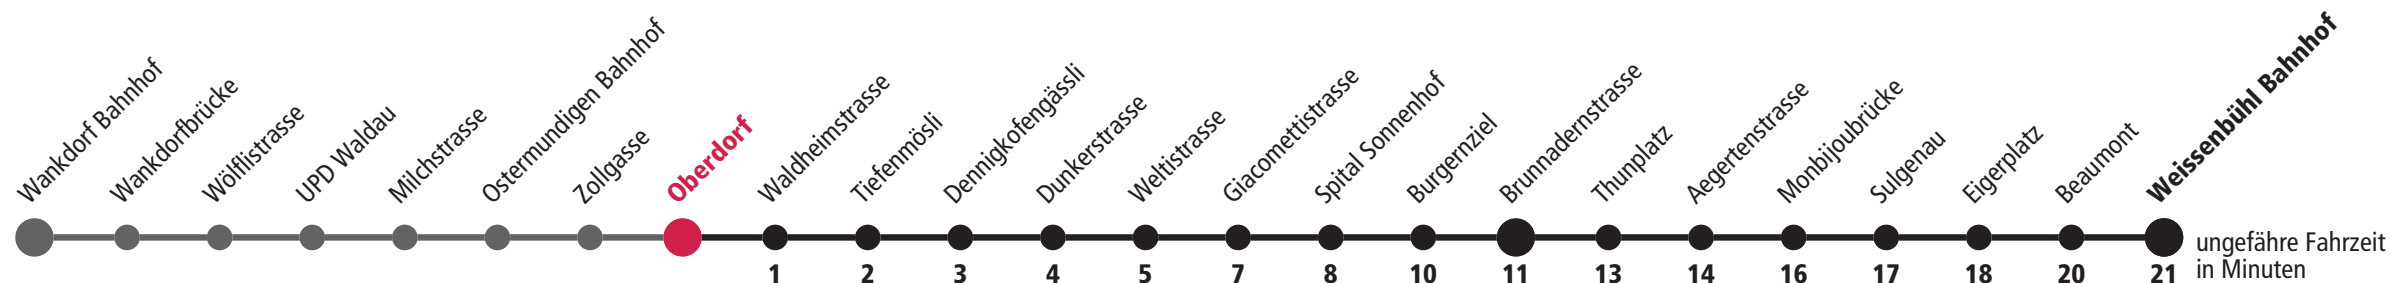 Wankdorf Bahnhof
Wankdorfbrücke
Wölflistrasse
UPD Waldau
Milchstrasse
Ostermundigen Bahnhof
Zollgasse
Oberdorf
Waldheimstrasse
Tiefenmösli
Dennigkofengässli
Dunkerstrasse
Weltistrasse
Giacomettistrasse
Spital Sonnenhof
Burgernziel
Brunnadernstrasse
Thunplatz
Aegertenstrasse
Monbijoubrücke
Sulgenau
Eigerplatz
Beaumont
Weissenbühl Bahnhof
1 2 3 4 5 7 8 10 11 13 14 16 17 18 20 21
ungefähre Fahrzeit
in Minuten